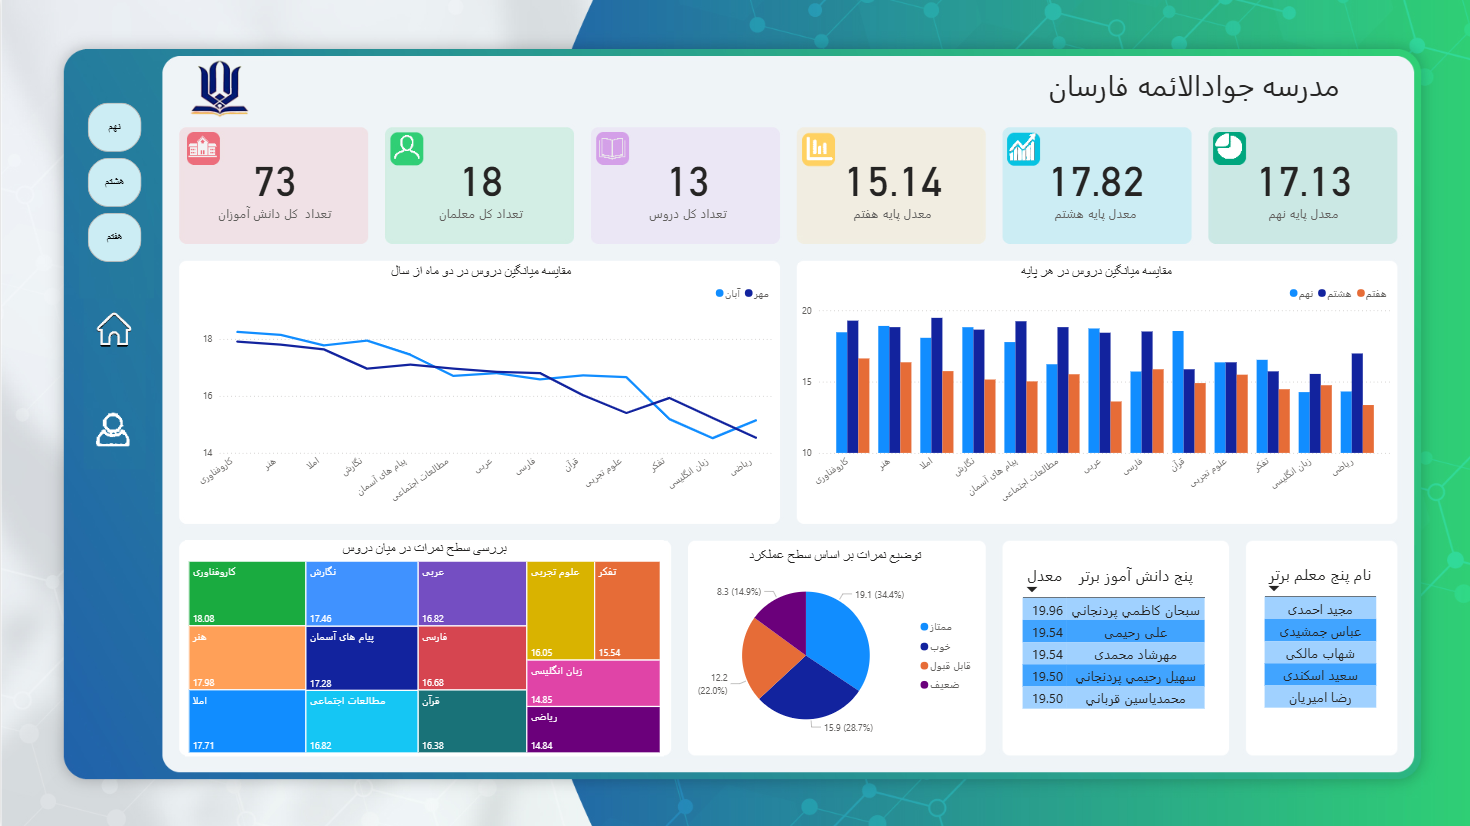 مدرسه جوادالائمه فارسان
نهم
هشتم
هفتم
17.13
معدل پایه نهم
17.82
معدل پایه هشتم
15.14
معدل پایه هفتم
13
تعداد کل دروس
18
تعداد کل معلمان
73
تعداد کل دانش آموزان
مقایسه میانگین دروس در هر پایه
هفتم هشتم نهم
20
15
10
کاروفناوری
هنر
املا
نگارش
پیام های آسمان
مطالعات اجتماعی
عربی
فارسی
قرآن
علوم تجربی
تفکر
زبان انگلیسی
ریاضی
مقایسه میانگین دروس در دو ماه از سال
مهر آبان
18
16
14
کاروفناوری
هنر
املا
نگارش
پیام های آسمان
مطالعات اجتماعی
عربی
فارسی
قرآن
علوم تجربی
تفکر
زبان انگلیسی
ریاضی
نام پنج معلم برتر
مجید احمدی
عباس جمشیدی
شهاب مالکی
سعید اسکندی
رضا امیریان
پنج دانش آموز برتر معدل
سبحان کاظمي پردنجاني 19.96
علی رحیمی 19.54
مهرشاد محمدی 19.54
سهیل رحیمي پردنجاني 19.50
محمدیاسین قرباني 19.50
توضیع نمرات بر اساس سطح عملکرد
19.1 (34.4%)
15.9 (28.7%)
12.2 (22.0%)
8.3 (14.9%)
ممتاز
خوب
قابل قبول
ضعیف
بررسی سطح نمرات در میان دروس
کاروفناوری
18.08
هنر
17.98
املا
17.71
نگارش
17.46
پیام های آسمان
17.28
مطالعات اجتماعی
16.82
عربی
16.82
فارسی
16.68
قرآن
16.38
علوم تجربی
16.05
تفکر
15.54
زبان انگلیسی
14.85
ریاضی
14.84